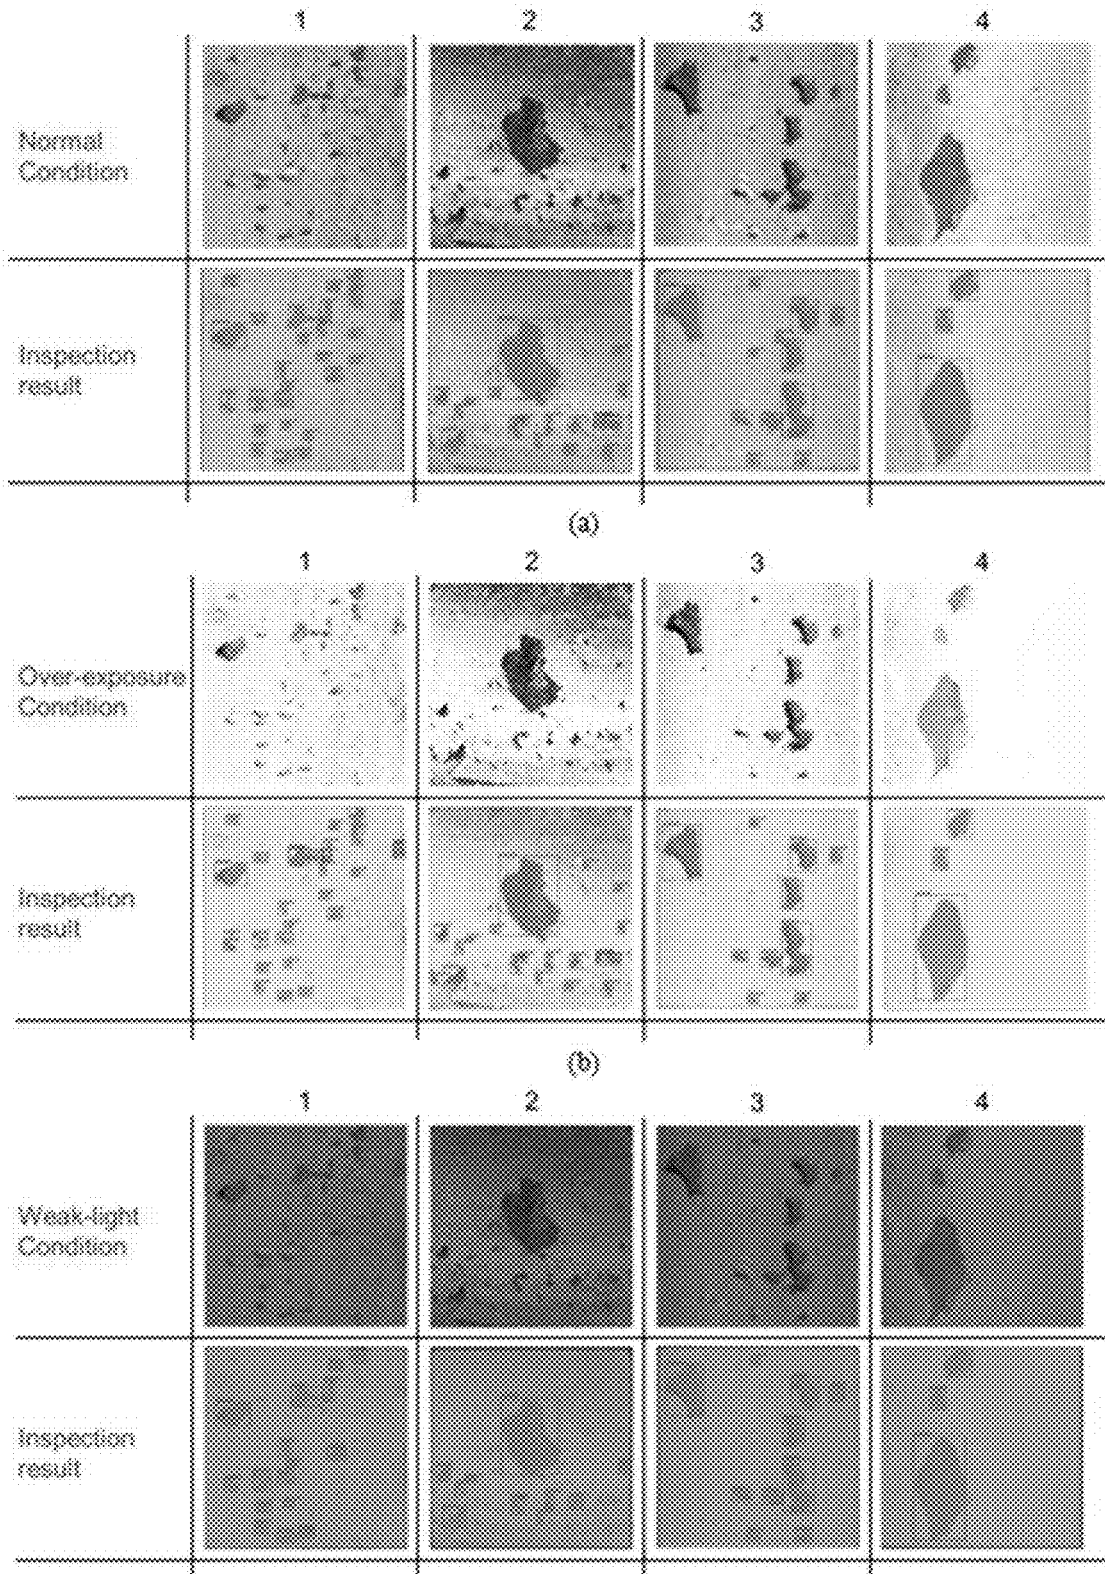 1 2 3 4
Normal
Condition
Inspection
result
(a)
1 2 3 4
Over-exposure
Condition
Inspection
result
(b)
1 2 3 4
Weak-light
Condition
Inspection
result